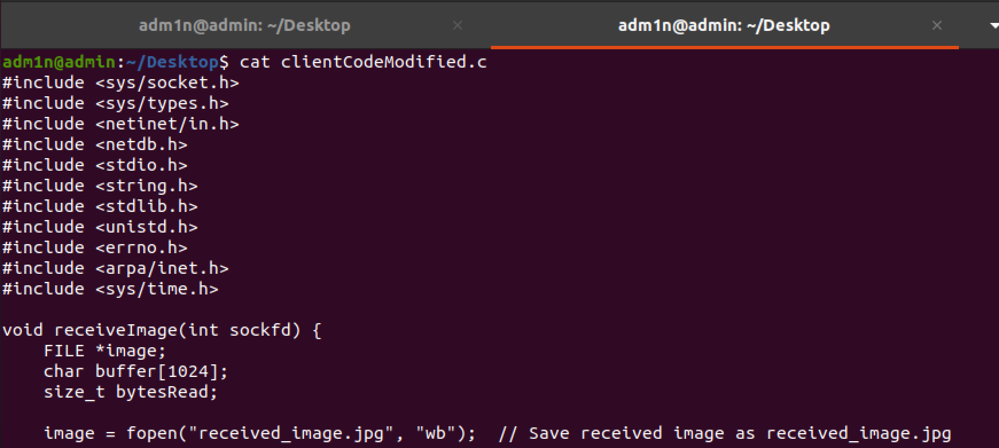 adm1n@admin: ~/Desktop
adm1n@admin: ~/Desktop
adm1n@admin:~/Desktop$ cat clientCodeModified.c
#include <sys/socket.h>
#include <sys/types.h>
#include <netinet/in.h>
#include <netdb.h>
#include <stdio.h>
#include <string.h>
#include <stdlib.h>
#include <unistd.h>
#include <errno.h>
#include <arpa/inet.h>
#include <sys/time.h>

void receiveImage(int sockfd) {
    FILE *image;
    char buffer[1024];
    size_t bytesRead;

    image = fopen("received_image.jpg", "wb");  // Save received image as received_image.jpg